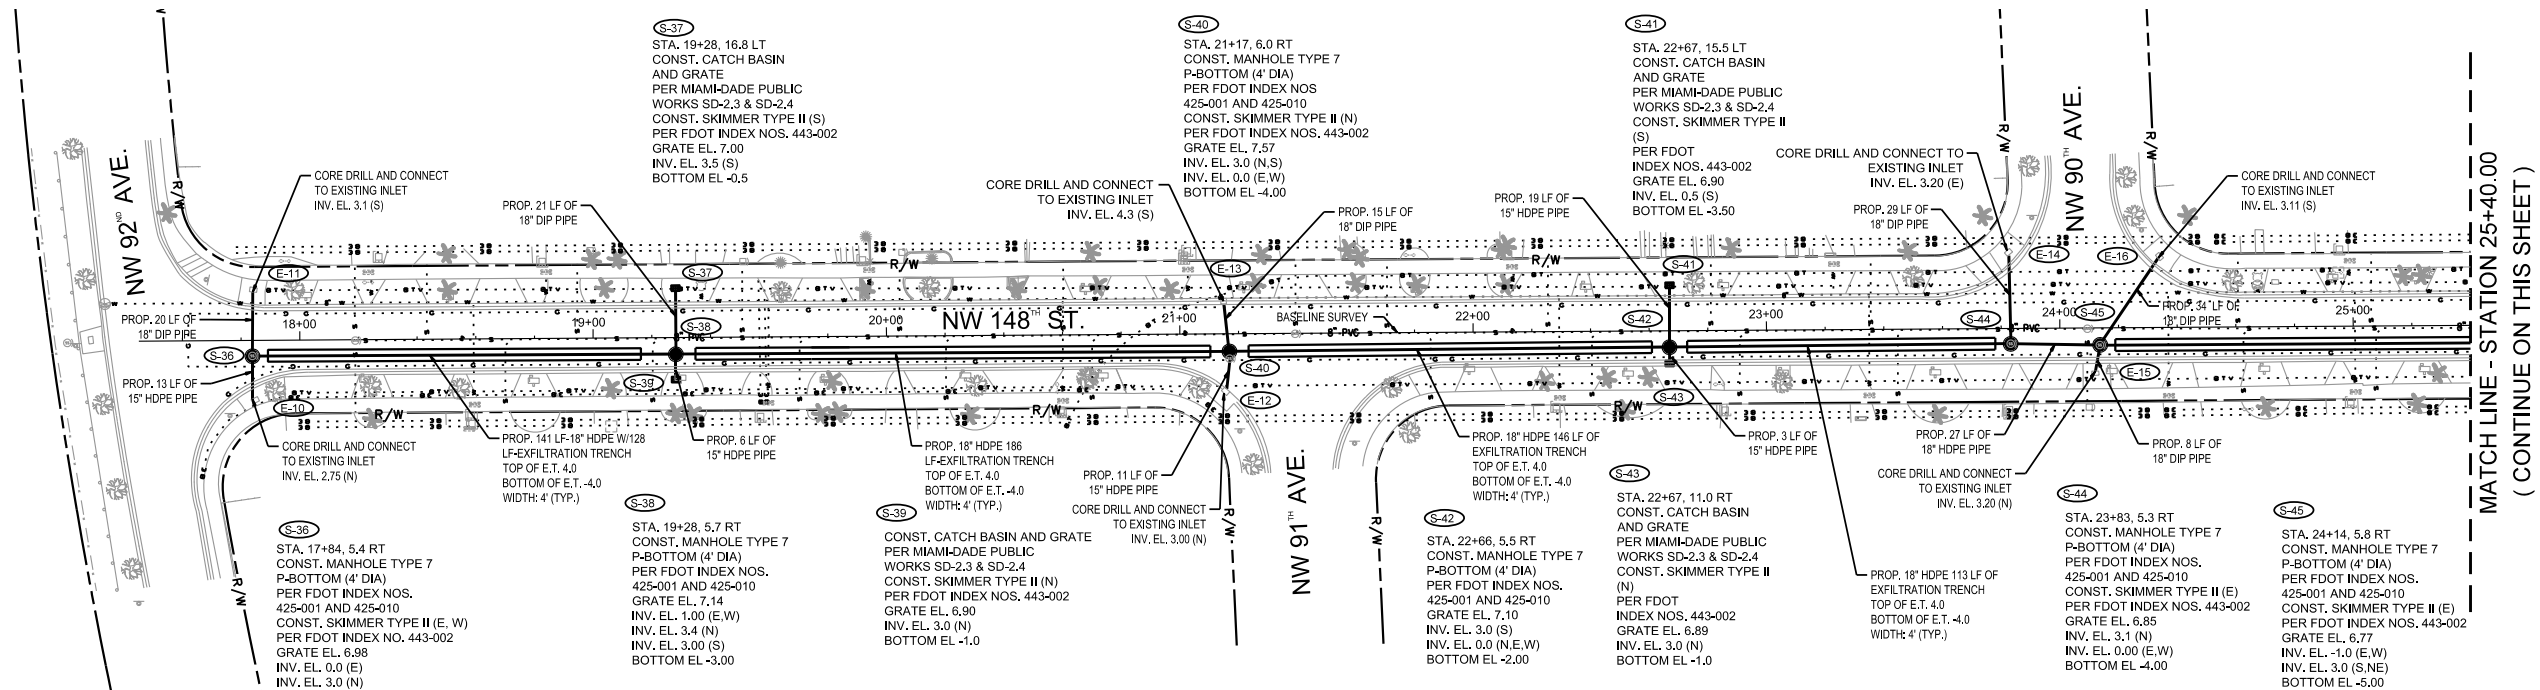 S-37
STA. 19+28, 16.8 LT
CONST. CATCH BASIN
AND GRATE
PER MIAMI-DADE PUBLIC
WORKS SD-2.3 & SD-2.4
CONST. SKIMMER TYPE II (S)
PER FDOT INDEX NOS. 443-002
GRATE EL. 7.00
INV. EL. 3.5 (S)
BOTTOM EL -0.5
S-40
STA. 21+17, 6.0 RT
CONST. MANHOLE TYPE 7
P-BOTTOM (4' DIA)
PER FDOT INDEX NOS
425-001 AND 425-010
CONST. SKIMMER TYPE II (N)
PER FDOT INDEX NOS. 443-002
GRATE EL. 7,57
INV. EL. 3.0 (N,S)
INV. EL. 0.0 (E,W)
BOTTOM EL -4.00
S-41
STA. 22+67, 15.5 LT
CONST. CATCH BASIN
AND GRATE
PER MIAMI-DADE PUBLIC
WORKS SD-2.3 & SD-2.4
CONST. SKIMMER TYPE II
(S)
PER FDOT
INDEX NOS. 443-002
GRATE EL. 6.90
INV. EL. 0.5 (S)
BOTTOM EL -3.50
NW 92ND AVE.
R/W
CORE DRILL AND CONNECT
TO EXISTING INLET
INV. EL. 3.1 (S)
PROP. 21 LF OF
18" DIP PIPE
CORE DRILL AND CONNECT
TO EXISTING INLET
INV. EL. 4.3 (S)
PROP. 15 LF OF
18" DIP PIPE
PROP. 19 LF OF
15" HDPE PIPE
CORE DRILL AND CONNECT TO
EXISTING INLET
INV. EL. 3.20 (E)
PROP. 29 LF OF
18" DIP PIPE
R/W
NW 90TH AVE.
R/W
CORE DRILL AND CONNECT
TO EXISTING INLET
INV. EL. 3.11 (S)
MATCH LINE - STATION 25+40.00
( CONTINUE ON THIS SHEET )
E-11
S-37
R/W
E-13
R/W
S-41
E-14
E-16
PROP. 20 LF OF
18" DIP PIPE
18+00
19+00
S-38
20+00
NW 148TH ST.
21+00
BASELINE SURVEY
8" PVC
22+00
S-42
23+00
S-44
24+00
S-45
PROP. 34 LF OF
18" DIP PIPE
25+00
S-36
PROP. 13 LF OF
15" HDPE PIPE
S-39
S-40
E-15
E-10
R/W
R/W
E-12
S-43
R/W
CORE DRILL AND CONNECT
TO EXISTING INLET
INV. EL. 2.75 (N)
PROP. 141 LF-18" HDPE W/128
LF-EXFILTRATION TRENCH
TOP OF E.T. 4.0
BOTTOM OF E.T. -4.0
WIDTH: 4' (TYP.)
PROP. 6 LF OF
15" HDPE PIPE
PROP. 18" HDPE 186
LF-EXFILTRATION TRENCH
TOP OF E.T. 4.0
BOTTOM OF E.T. -4.0
WIDTH: 4' (TYP.)
PROP. 11 LF OF
15" HDPE PIPE
CORE DRILL AND CONNECT
TO EXISTING INLET
INV. EL. 3.00 (N)
R/W
NW 91TH AVE.
PROP. 18" HDPE 146 LF OF
EXFILTRATION TRENCH
TOP OF E.T. 4.0
BOTTOM OF E.T. -4.0
WIDTH: 4' (TYP.)
PROP. 3 LF OF
15" HDPE PIPE
PROP. 27 LF OF
18" HDPE PIPE
CORE DRILL AND CONNECT
TO EXISTING INLET
INV. EL. 3.20 (N)
PROP. 8 LF OF
18" DIP PIPE
PROP. 18" HDPE 113 LF OF
EXFILTRATION TRENCH
TOP OF E.T. 4.0
BOTTOM OF E.T. -4.0
WIDTH: 4' (TYP.)
R/W
S-36
STA. 17+84, 5.4 RT
CONST. MANHOLE TYPE 7
P-BOTTOM (4' DIA)
PER FDOT INDEX NOS.
425-001 AND 425-010
CONST. SKIMMER TYPE II (E, W)
PER FDOT INDEX NO. 443-002
GRATE EL. 6.98
INV. EL. 0.0 (E)
INV. EL. 3.0 (N)
S-38
STA. 19+28, 5.7 RT
CONST. MANHOLE TYPE 7
P-BOTTOM (4' DIA)
PER FDOT INDEX NOS.
425-001 AND 425-010
GRATE EL. 7.14
INV. EL. 1.00 (E,W)
INV. EL. 3.4 (N)
INV. EL. 3.00 (S)
BOTTOM EL -3.00
S-39
CONST. CATCH BASIN AND GRATE
PER MIAMI-DADE PUBLIC
WORKS SD-2.3 & SD-2.4
CONST. SKIMMER TYPE II (N)
PER FDOT INDEX NOS. 443-002
GRATE EL. 6.90
INV. EL. 3.0 (N)
BOTTOM EL -1.0
S-42
STA. 22+66, 5.5 RT
CONST. MANHOLE TYPE 7
P-BOTTOM (4' DIA)
PER FDOT INDEX NOS.
425-001 AND 425-010
GRATE EL. 7.10
INV. EL. 3.0 (S)
INV. EL. 0.0 (N,E,W)
BOTTOM EL -2.00
S-43
STA. 22+67, 11.0 RT
CONST. CATCH BASIN
AND GRATE
PER MIAMI-DADE PUBLIC
WORKS SD-2.3 & SD-2.4
CONST. SKIMMER TYPE II
(N)
PER FDOT
INDEX NOS. 443-002
GRATE EL. 6.89
INV. EL. 3.0 (N)
BOTTOM EL -1.0
S-44
STA. 23+83, 5.3 RT
CONST. MANHOLE TYPE 7
P-BOTTOM (4' DIA)
PER FDOT INDEX NOS.
425-001 AND 425-010
CONST. SKIMMER TYPE II (E)
PER FDOT INDEX NOS. 443-002
GRATE EL. 6.85
INV. EL. 3.1 (N)
INV. EL. 0.00 (E,W)
BOTTOM EL -4.00
S-45
STA. 24+14, 5.8 RT
CONST. MANHOLE TYPE 7
P-BOTTOM (4' DIA)
PER FDOT INDEX NOS.
425-001 AND 425-010
CONST. SKIMMER TYPE II (E)
PER FDOT INDEX NOS. 443-002
GRATE EL. 6.77
INV. EL. -1.0 (E,W)
INV. EL. 3.0 (S,NE)
BOTTOM EL -5.00